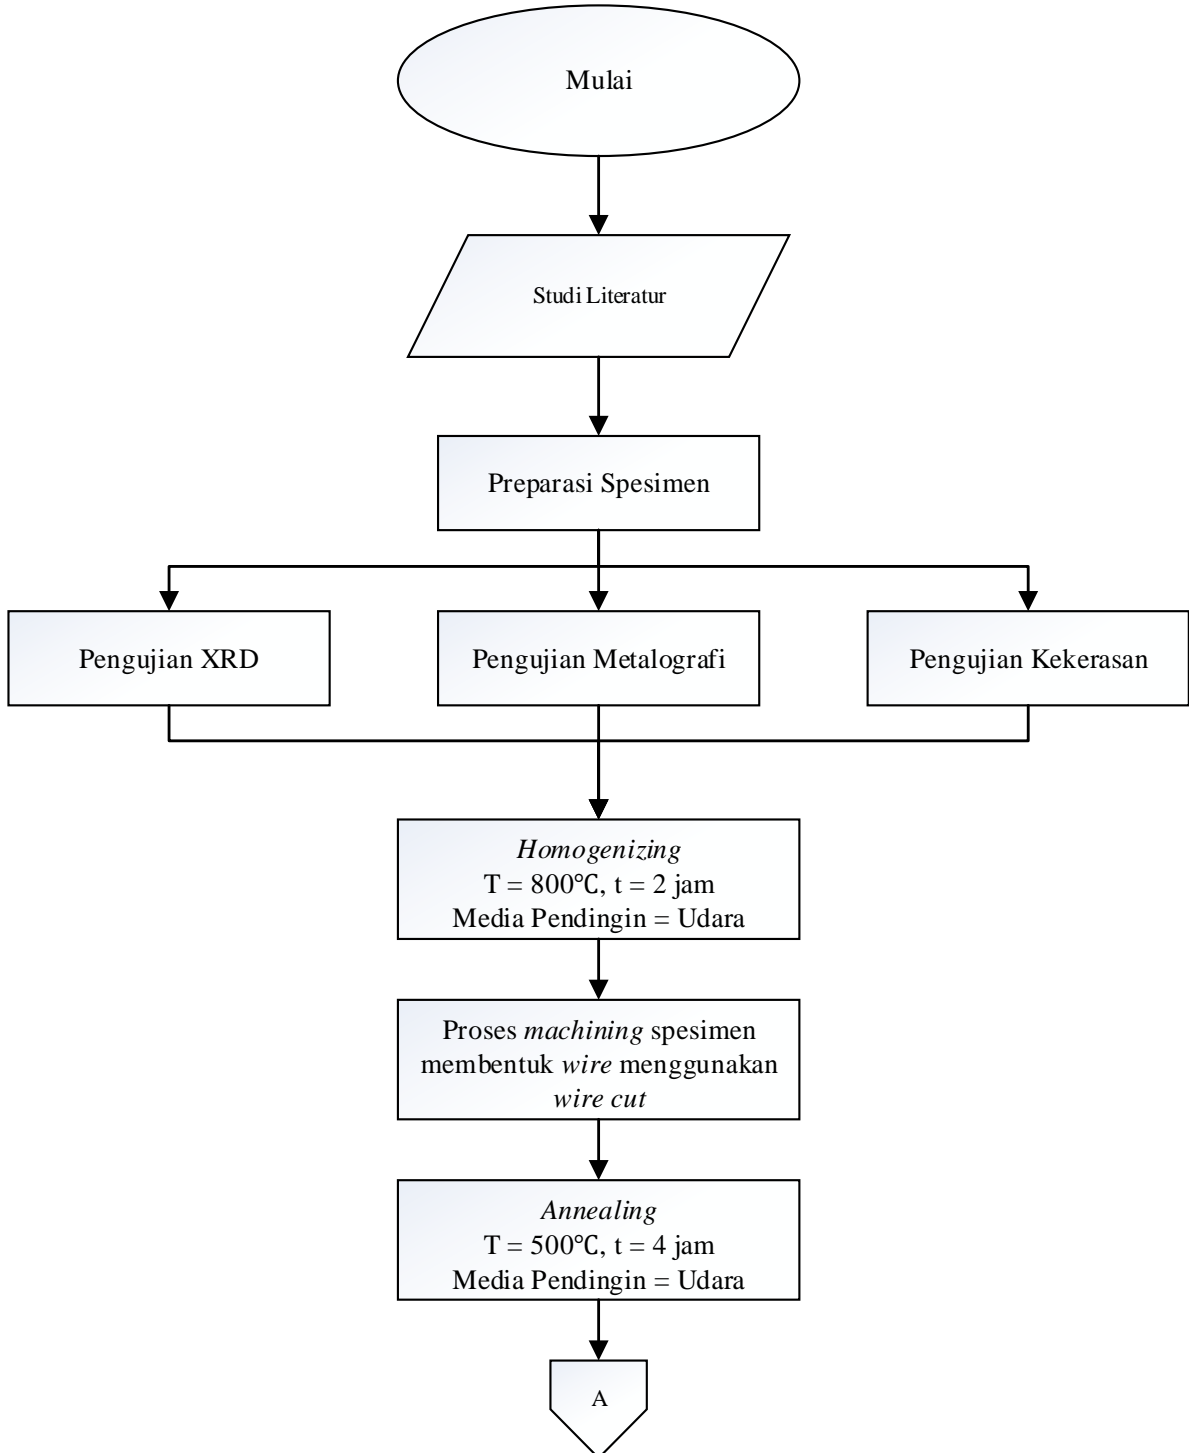 Mulai
Studi Literatur
Preparasi Spesimen
Pengujian XRD
Pengujian Metalografi
Pengujian Kekerasan
Homogenizing
T = 800℃, t = 2 jam
Media Pendingin = Udara
Proses machining spesimen
membentuk wire menggunakan
wire cut
Annealing
T = 500℃, t = 4 jam
Media Pendingin = Udara
A